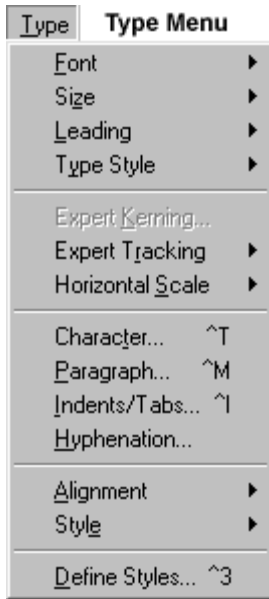 Type Type Menu
Font
Size
Leading
Type Style
Expert Kerning...
Expert Tracking
Horizontal Scale
Character... ^T
Paragraph... ^M
Indents/Tabs... ^I
Hyphenation...
Alignment
Style
Define Styles... ^3